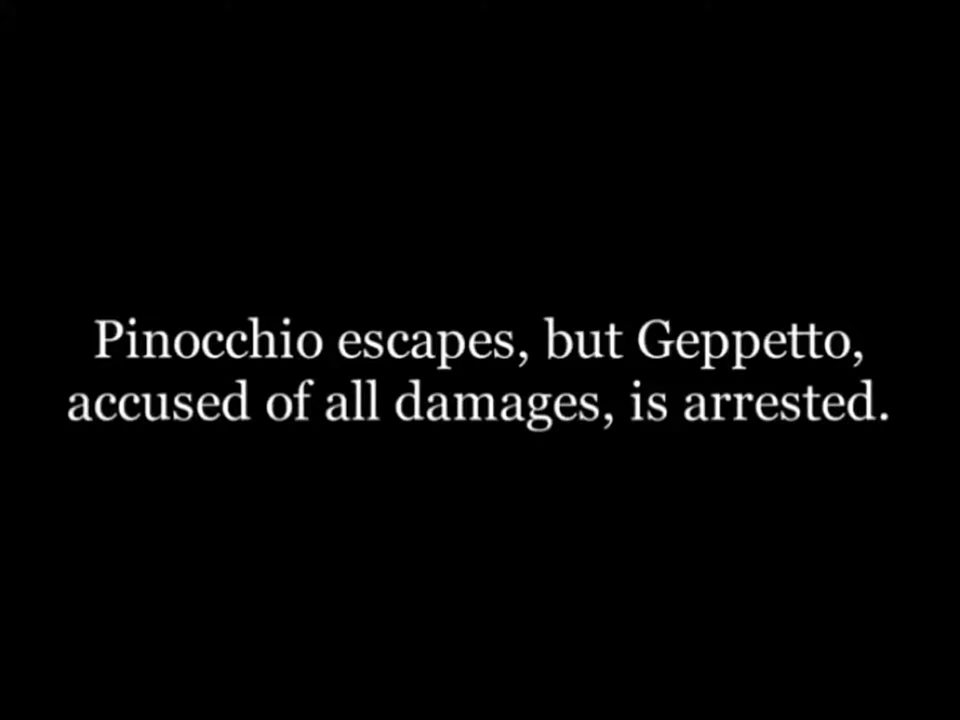 Pinocchio escapes, but Geppetto,
accused of all damages, is arrested.